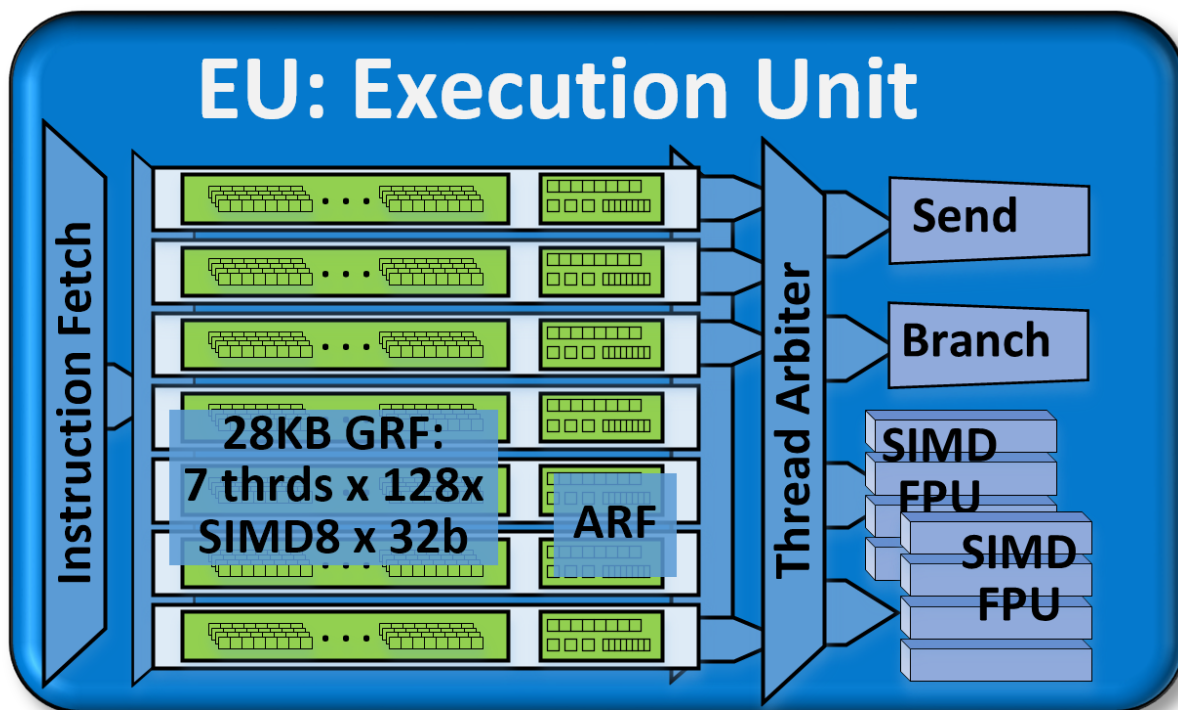 EU: Execution Unit
Instruction Fetch
28KB GRF:
7 thrds x 128x
SIMD8 x 32b
ARF
Thread Arbiter
Send
Branch
SIMD
FPU
SIMD
FPU